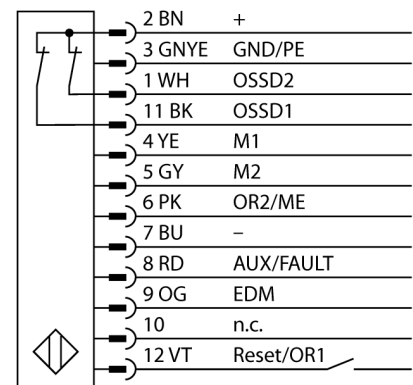 2 BN +
3 GNYE GND/PE
1 WH OSSD2
11 BK OSSD1
4 YE M1
5 GY M2
6 PK OR2/ME
7 BU –
8 RD AUX/FAULT
9 OG EDM
10 n.c.
12 VT Reset/OR1